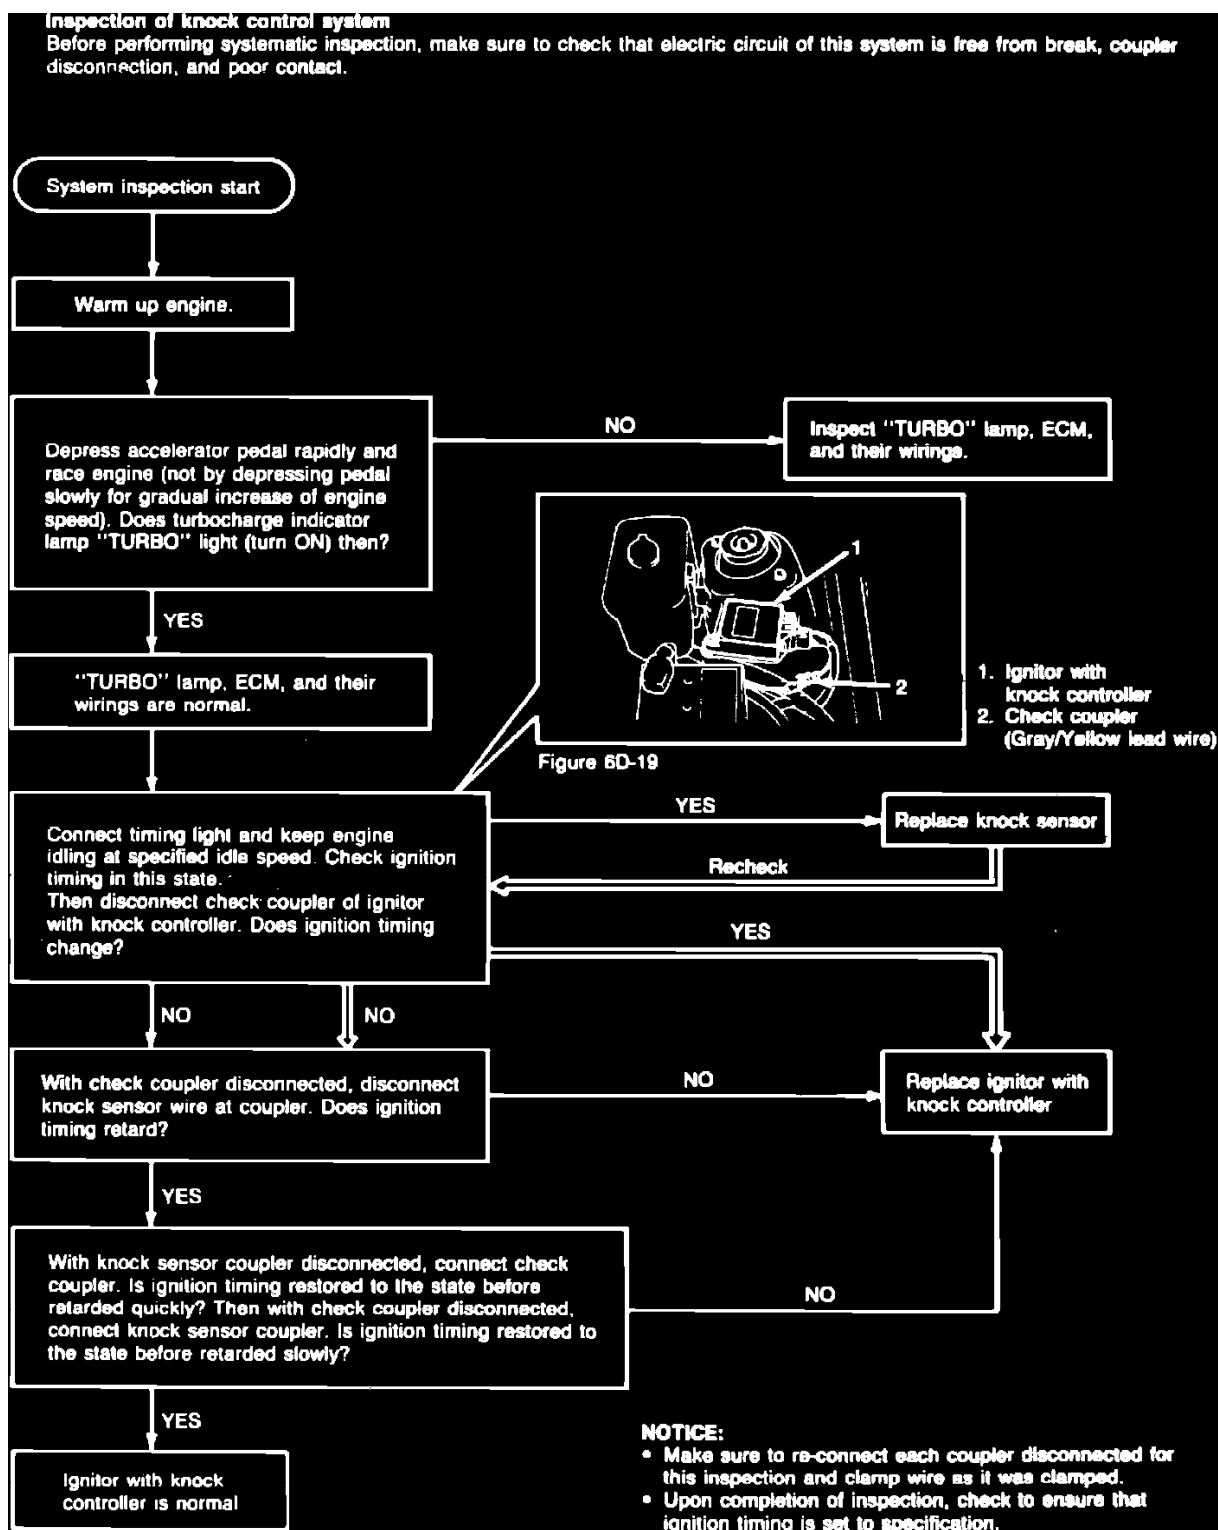 Inspection of knock control system
Before performing systematic inspection, make sure to check that electric circuit of this system is free from break, coupler
disconnection, and poor contact.
System inspection start
Warm up engine.
Depress accelerator pedal rapidly and
race engine (not by depressing pedal
slowly for gradual increase of engine
speed). Does turbocharge indicator
lamp "TURBO" light (turn ON) then?
NO
Inspect "TURBO" lamp, ECM,
and their wirings.
YES
"TURBO" lamp, ECM, and their
wirings are normal.
1
2
1. Ignitor with
knock controller
2. Check coupler
(Gray/Yellow lead wire)
Figure 6D-19
Connect timing light and keep engine
idling at specified idle speed. Check ignition
timing in this state.
Then disconnect check coupler of ignitor
with knock controller. Does ignition timing
change?
YES
Replace knock sensor
Recheck
YES
NO
NO
With check coupler disconnected, disconnect
knock sensor wire at coupler. Does ignition
timing retard?
NO
Replace ignitor with
knock controller
YES
With knock sensor coupler disconnected, connect check
coupler. Is ignition timing restored to the state before
retarded quickly? Then with check coupler disconnected,
connect knock sensor coupler. Is ignition timing restored to
the state before retarded slowly?
NO
YES
Ignitor with knock
controller is normal
NOTICE:
• Make sure to re-connect each coupler disconnected for
this inspection and clamp wire as it was clamped.
• Upon completion of inspection, check to ensure that
ignition timing is set to specification.